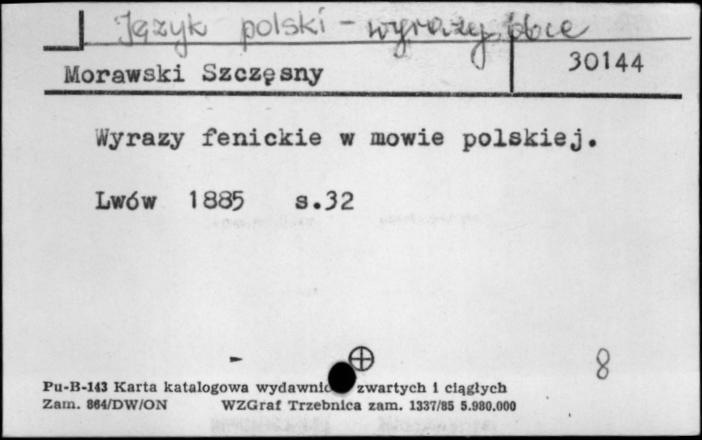 Język polski - wyrazy obce
Morawski Szczęsny 30144
Wyrazy fenickie w mowie polskiej.
Lwów 1885 s.32
8
Pu-B-143 Karta katalogowa wydawnic zwartych i ciągłych
Zam. 864/DW/ON WZGraf Trzebnica zam. 1337/85 5.980.000